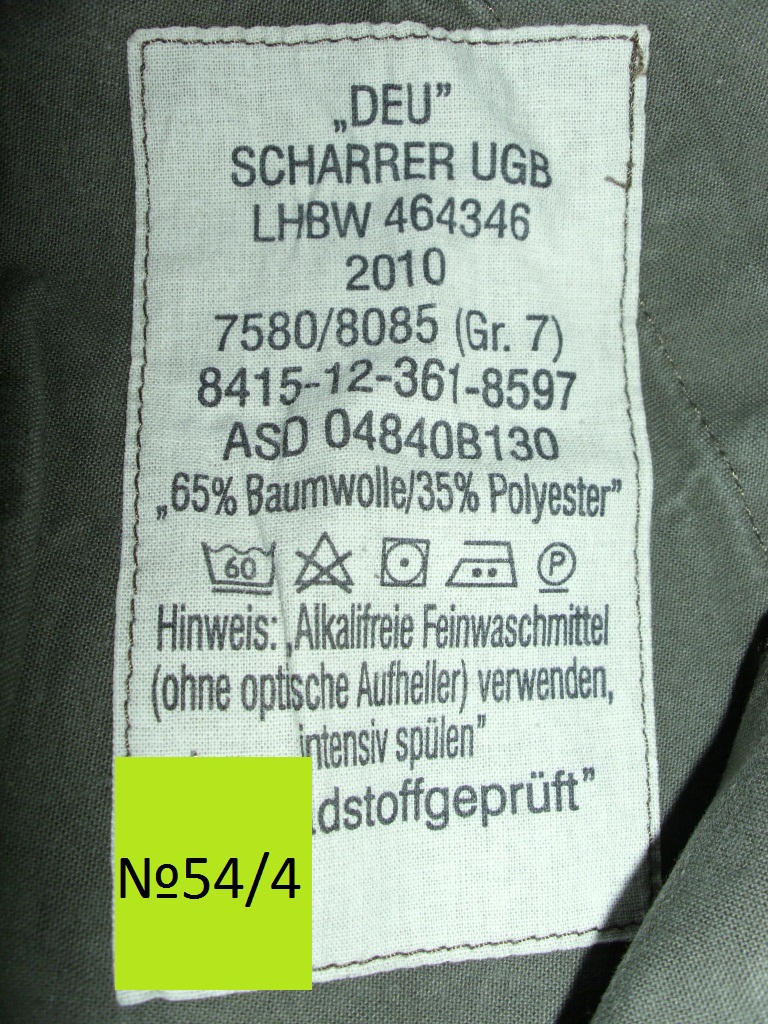 „DEU”
SCHARRER UGB
LHBW 464346
2010
7580/8085 (Gr. 7)
8415-12-361-8597
ASD 04840B130
„65% Baumwolle/35% Polyester”
60 P
Hinweis: „Alkalifreie Feinwaschmittel
(ohne optische Aufheller) verwenden,
intensiv spülen”
dstoffgeprüft”
№54/4